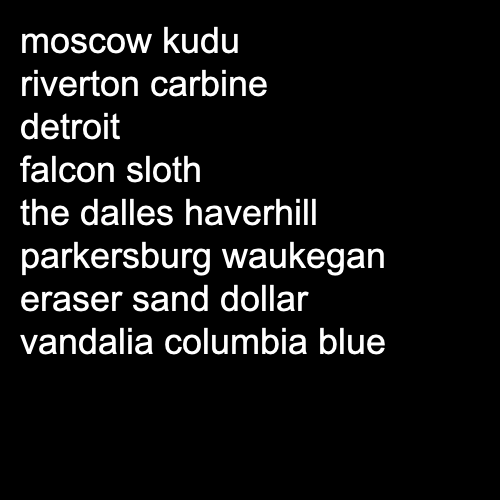 moscow kudu
riverton carbine
detroit
falcon sloth
the dalles haverhill
parkersburg waukegan
eraser sand dollar
vandalia columbia blue